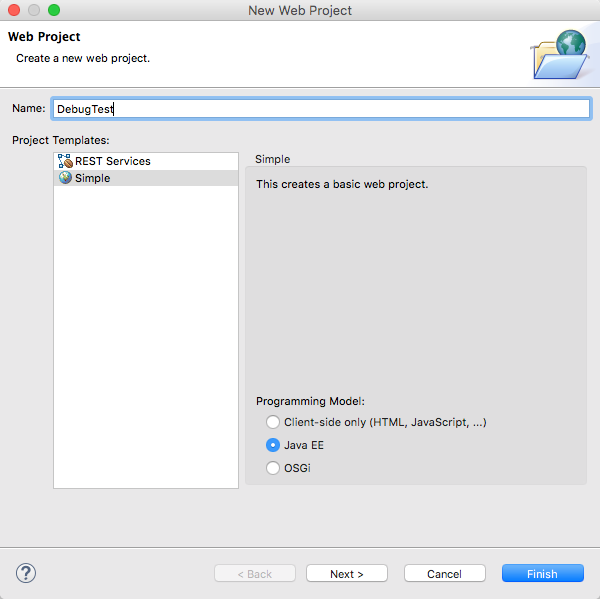 New Web Project
Web Project
Create a new web project.
Name: DebugTest
Project Templates:
REST Services
Simple
Simple
This creates a basic web project.
Programming Model:
Client-side only (HTML, JavaScript, ...)
Java EE
OSGi
?
< Back
Next >
Cancel
Finish